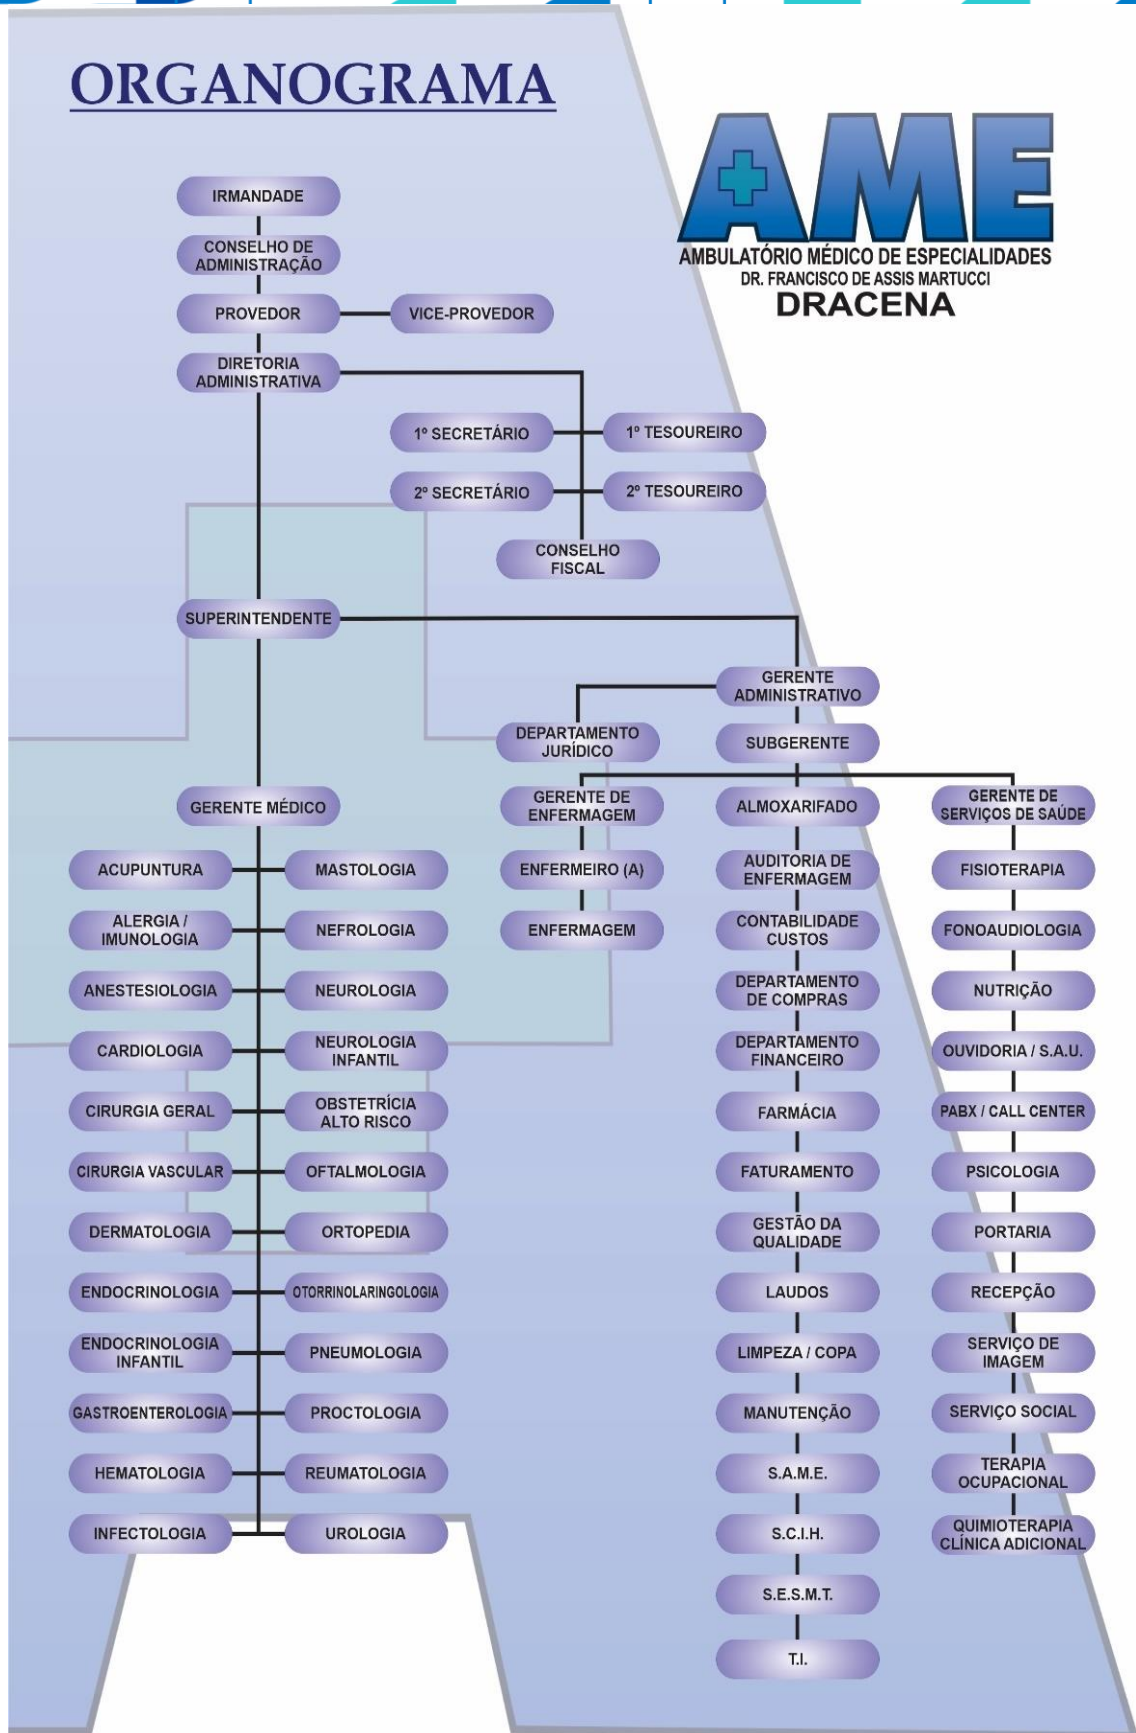 ORGANOGRAMA
AME
AMBULATÓRIO MÉDICO DE ESPECIALIDADES
DR. FRANCISCO DE ASSIS MARTUCCI
DRACENA
IRMANDADE
CONSELHO DE
ADMINISTRAÇÃO
PROVEDOR
VICE-PROVEDOR
DIRETORIA
ADMINISTRATIVA
1º SECRETÁRIO
1º TESOUREIRO
2º SECRETÁRIO
2º TESOUREIRO
CONSELHO
FISCAL
SUPERINTENDENTE
GERENTE
ADMINISTRATIVO
DEPARTAMENTO
JURÍDICO
SUBGERENTE
GERENTE MÉDICO
ACUPUNTURA
MASTOLOGIA
ALERGIA /
IMUNOLOGIA
NEFROLOGIA
ANESTESIOLOGIA
NEUROLOGIA
CARDIOLOGIA
NEUROLOGIA
INFANTIL
CIRURGIA GERAL
OBSTETRÍCIA
ALTO RISCO
CIRURGIA VASCULAR
OFTALMOLOGIA
DERMATOLOGIA
ORTOPEDIA
ENDOCRINOLOGIA
OTORRINOLARINGOLOGIA
ENDOCRINOLOGIA
INFANTIL
PNEUMOLOGIA
GASTROENTEROLOGIA
PROCTOLOGIA
HEMATOLOGIA
REUMATOLOGIA
INFECTOLOGIA
UROLOGIA
GERENTE DE
ENFERMAGEM
ENFERMEIRO (A)
ENFERMAGEM
ALMOXARIFADO
AUDITORIA DE
ENFERMAGEM
CONTABILIDADE
CUSTOS
DEPARTAMENTO
DE COMPRAS
DEPARTAMENTO
FINANCEIRO
FARMÁCIA
FATURAMENTO
GESTÃO DA
QUALIDADE
LAUDOS
LIMPEZA / COPA
MANUTENÇÃO
S.A.M.E.
S.C.I.H.
S.E.S.M.T.
T.I.
GERENTE DE
SERVIÇOS DE SAÚDE
FISIOTERAPIA
FONOAUDIOLOGIA
NUTRIÇÃO
OUVIDORIA / S.A.U.
PABX / CALL CENTER
PSICOLOGIA
PORTARIA
RECEPÇÃO
SERVIÇO DE
IMAGEM
SERVIÇO SOCIAL
TERAPIA
OCUPACIONAL
QUIMIOTERAPIA
CLÍNICA ADICIONAL